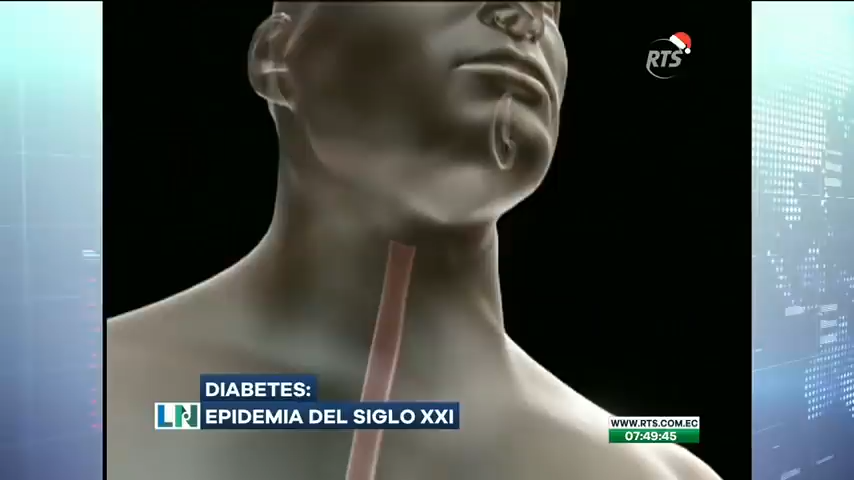 RTS
DIABETES:
LN EPIDEMIA DEL SIGLO XXI
WWW.RTS.COM.EC
07:49:45